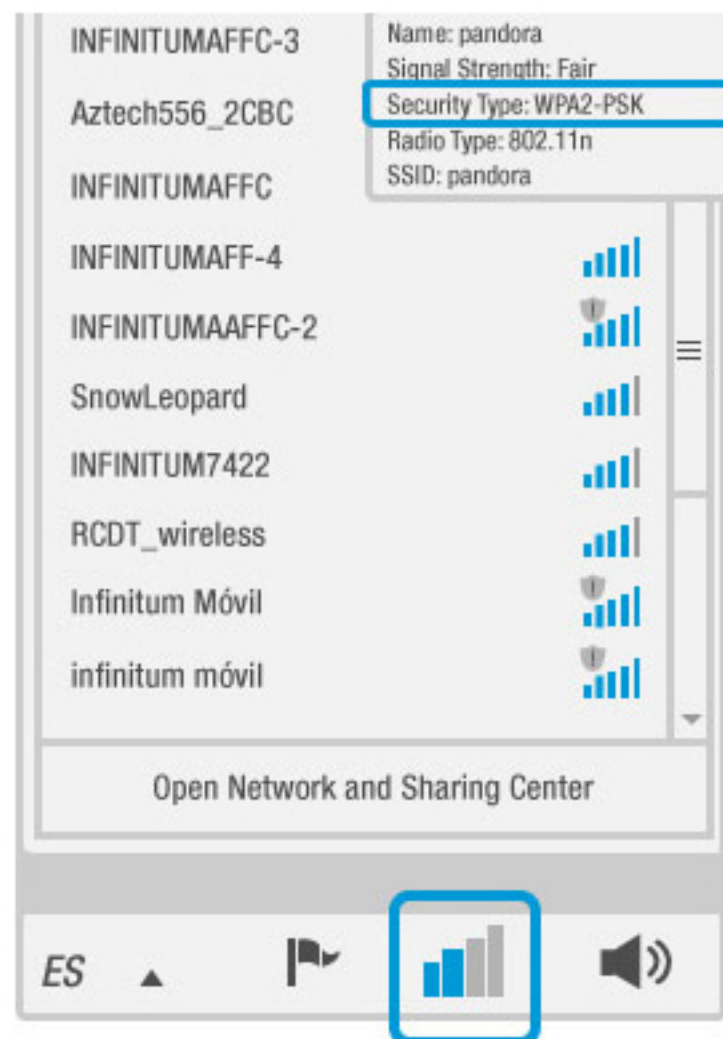 INFINITUMAFFC-3
Name: pandora
Signal Strength: Fair
Aztech556_2CBC
Security Type: WPA2-PSK
Radio Type: 802.11n
INFINITUMAFFC
SSID: pandora
INFINITUMAFF-4
INFINITUMAAFFC-2
SnowLeopard
INFINITUM7422
RCDT_wireless
Infinitum Móvil
infinitum móvil
Open Network and Sharing Center
ES